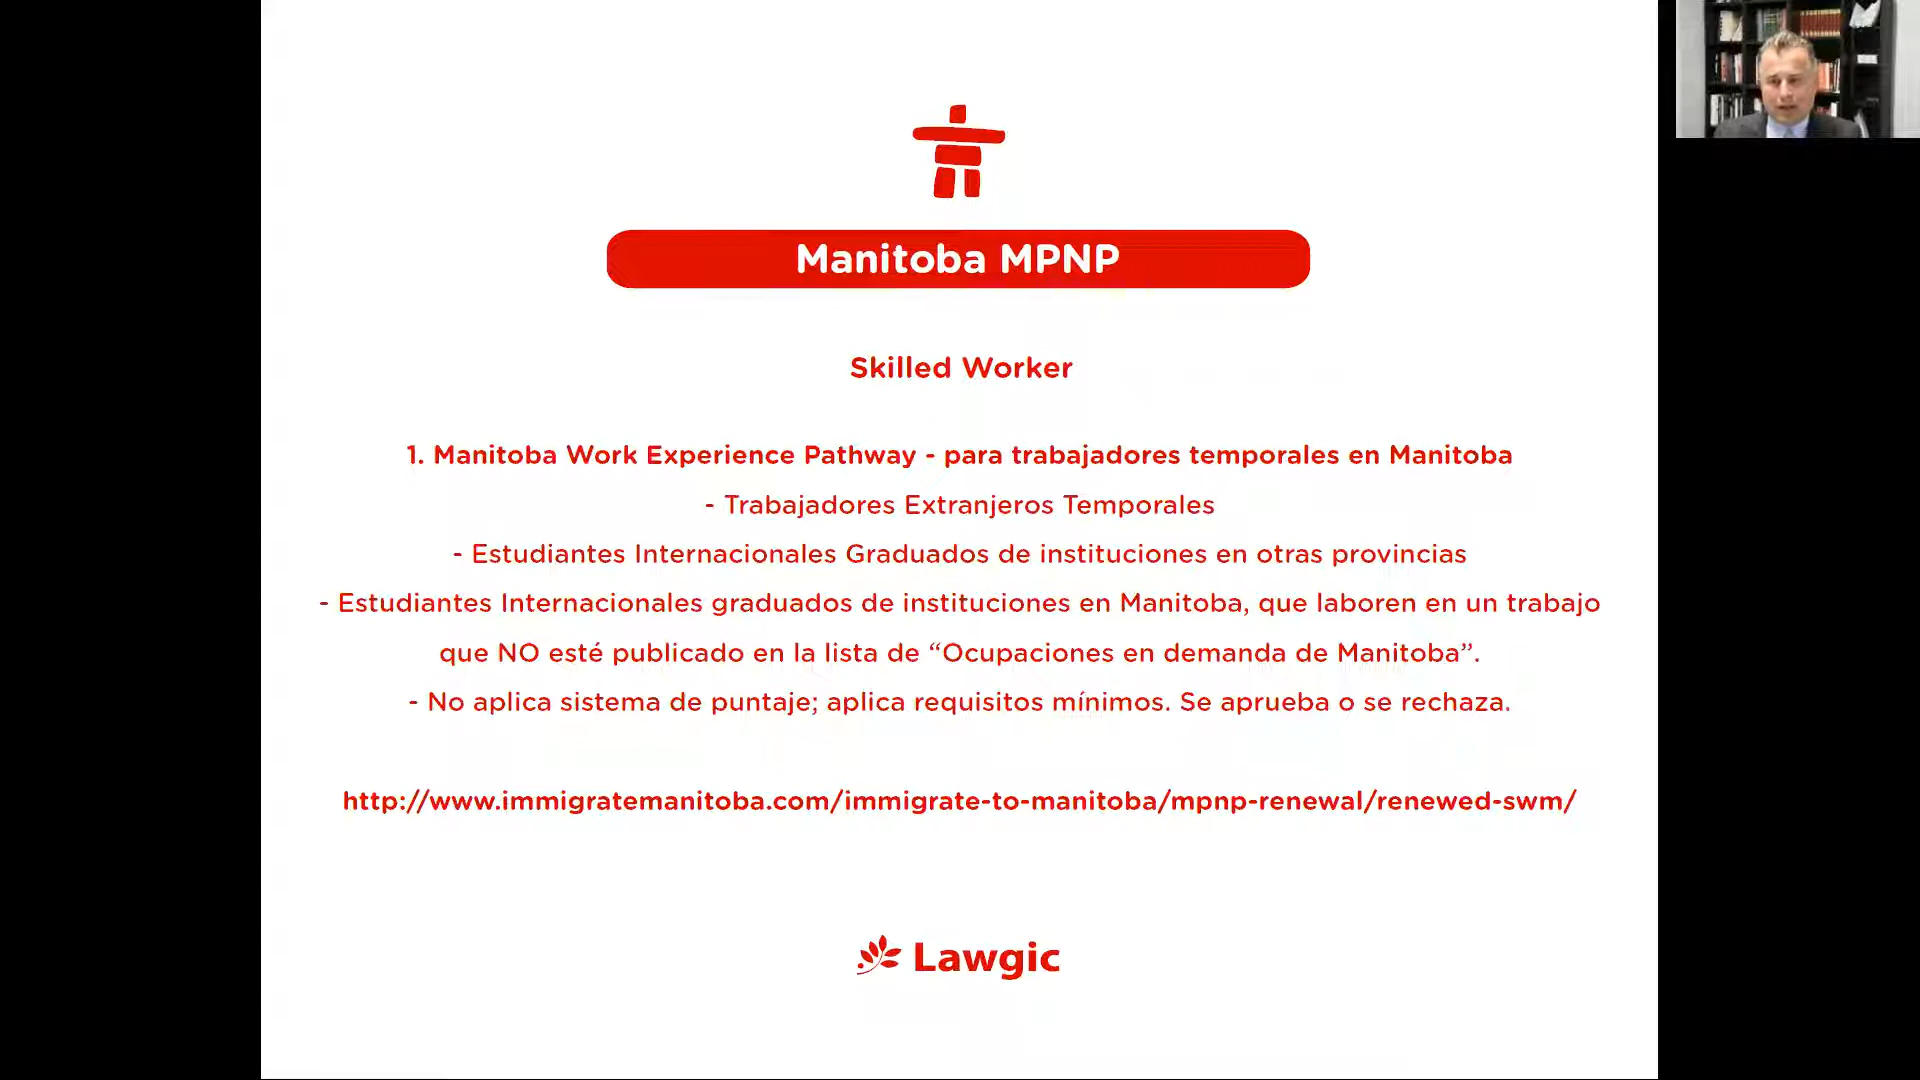 Manitoba MPNP
Skilled Worker
1. Manitoba Work Experience Pathway - para trabajadores temporales en Manitoba
- Trabajadores Extranjeros Temporales
- Estudiantes Internacionales Graduados de instituciones en otras provincias
- Estudiantes Internacionales graduados de instituciones en Manitoba, que laboren en un trabajo
que NO esté publicado en la lista de “Ocupaciones en demanda de Manitoba”.
- No aplica sistema de puntaje; aplica requisitos mínimos. Se aprueba o se rechaza.
http://www.immigratemanitoba.com/immigrate-to-manitoba/mpnp-renewal/renewed-swm/
Lawgic